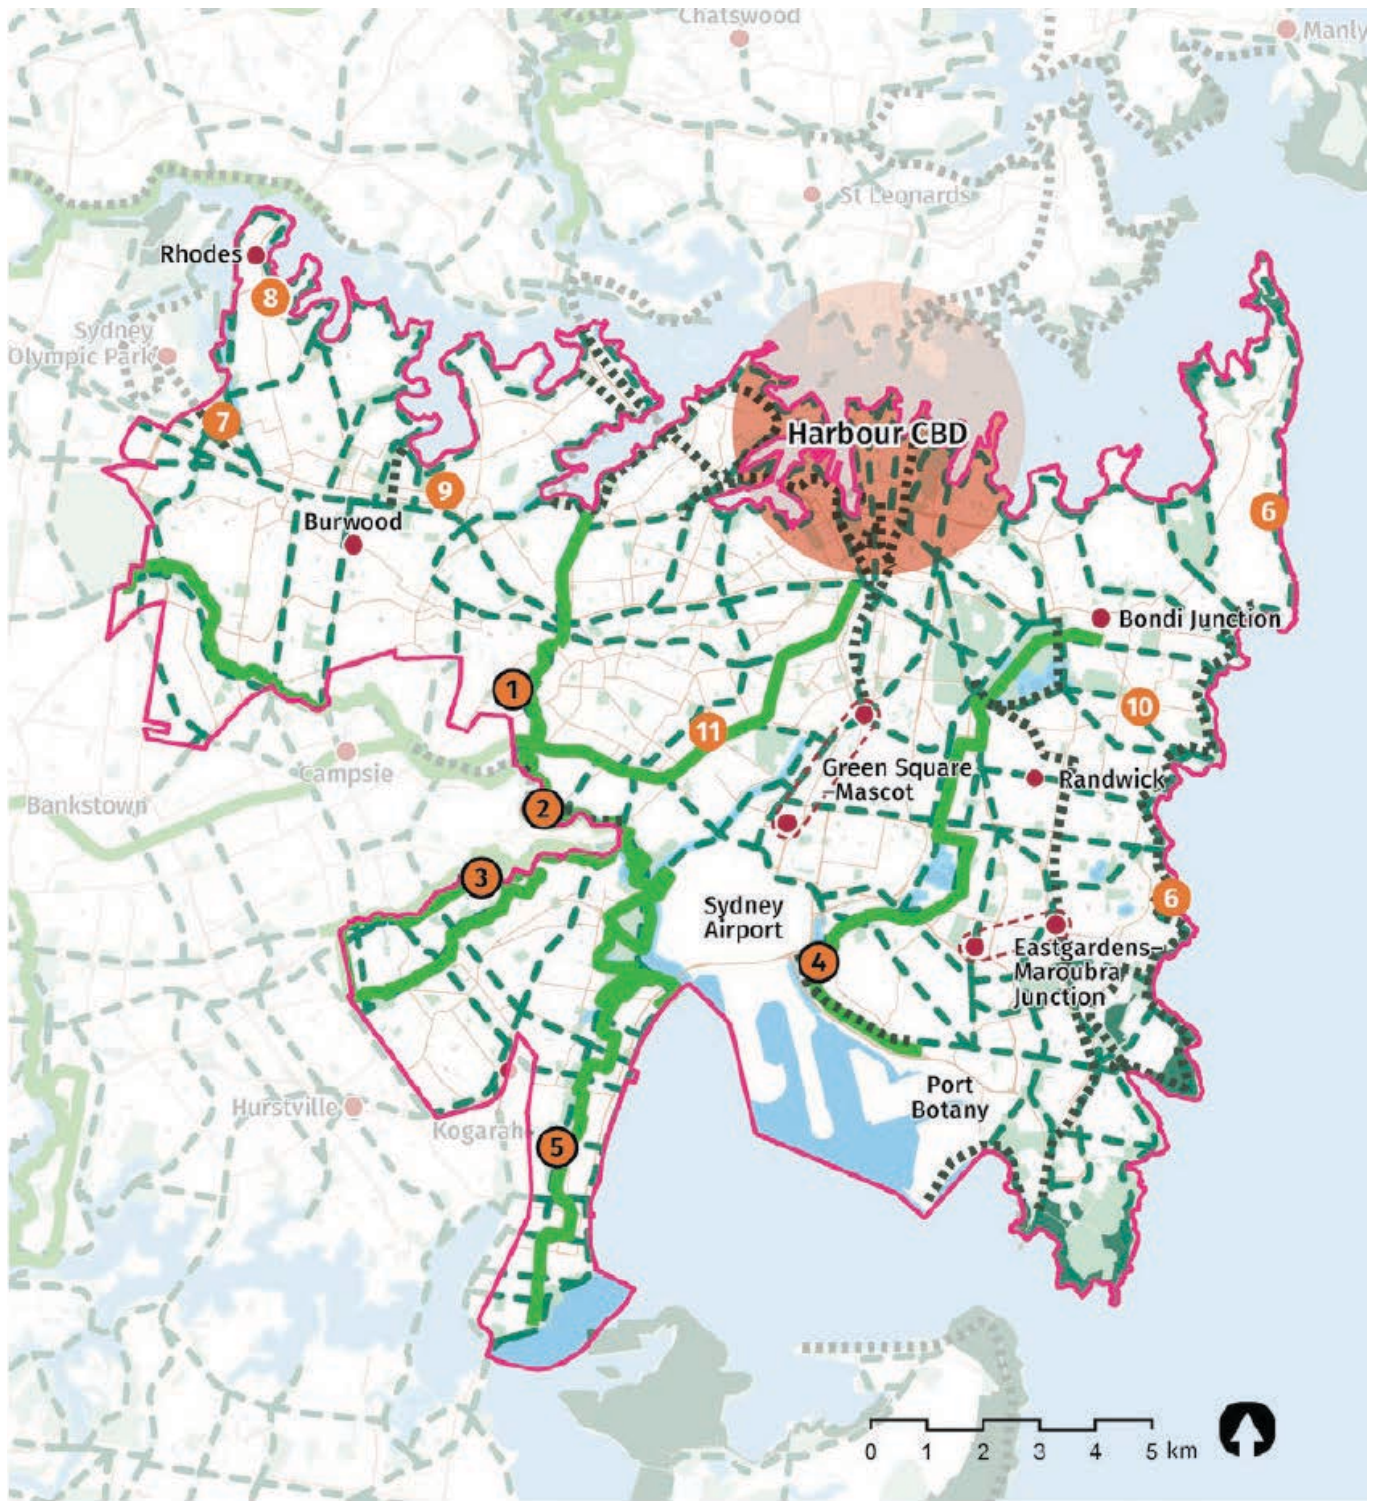 Chatswood
Manly
St Leonards
Rhodes
8
Sydney
Olympic Park
7
Harbour CBD
9
6
Burwood
Bondi Junction
1
10
11
Campsie
Green Square
–Mascot
Randwick
Bankstown
2
3
6
Sydney
Airport
4
Eastgardens–
Maroubra
Junction
Port
Botany
Hurstville
Kogarah
5
0 1 2 3 4 5 km